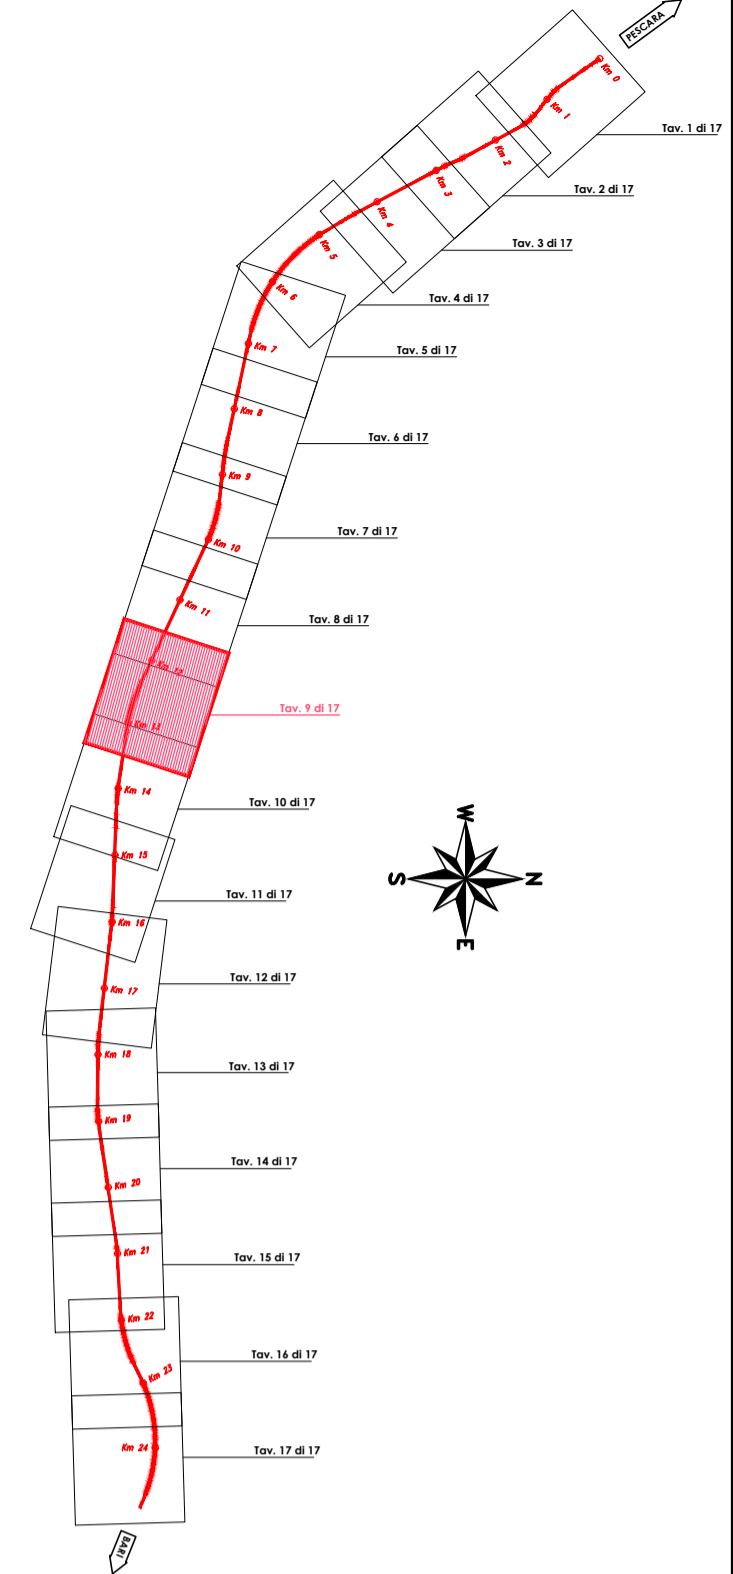 PESCARA
Km 0
Km 1
Tav. 1 di 17
Km 2
Km 3
Tav. 2 di 17
Km 4
Km 5
Tav. 3 di 17
Km 6
Tav. 4 di 17
Km 7
Tav. 5 di 17
Km 8
Tav. 6 di 17
Km 9
Tav. 7 di 17
Km 10
Km 11
Tav. 8 di 17
Km 12
Tav. 9 di 17
Km 13
Km 14
Tav. 10 di 17
W
Km 15
S
N
Tav. 11 di 17
Km 16
E
Tav. 12 di 17
Km 17
Km 18
Tav. 13 di 17
Km 19
Tav. 14 di 17
Km 20
Km 21
Tav. 15 di 17
Km 22
Tav. 16 di 17
Km 23
Km 24
Tav. 17 di 17
BARI